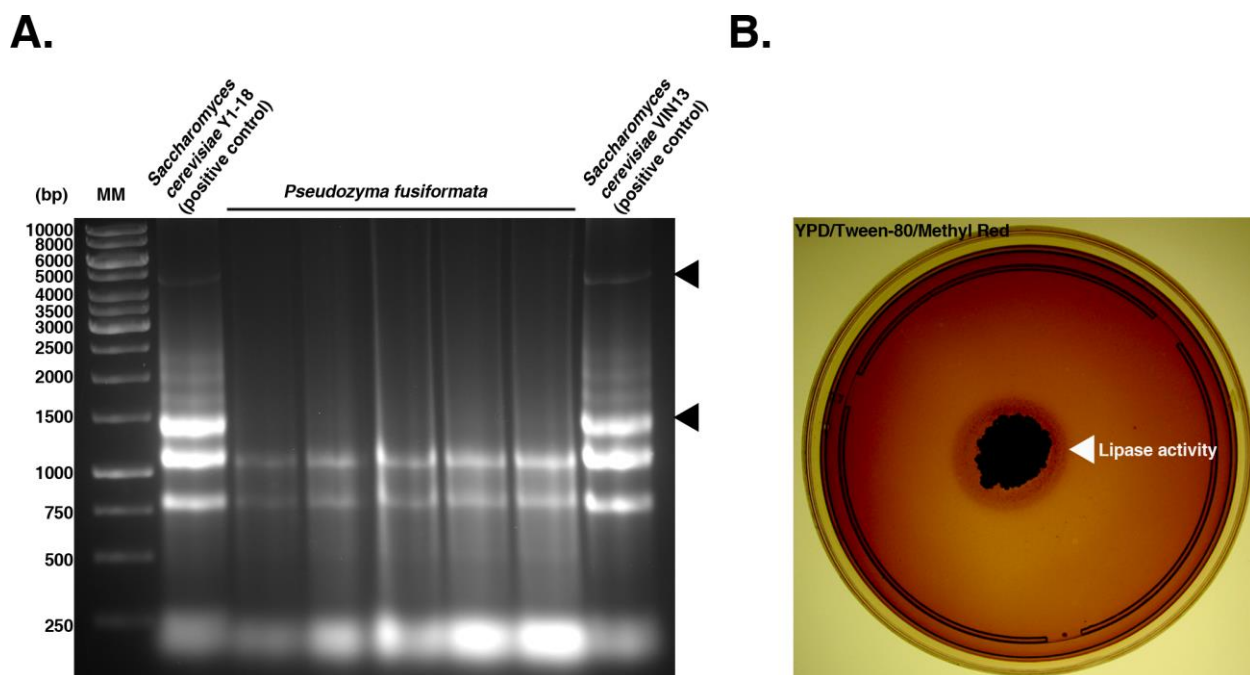 A.
B.
Saccharomyces
cerevisiae Y1-18
(positive control)
Saccharomyces
cerevisiae VIN13
(positive control)
(bp)
MM
Pseudozyma fusiformata
10000
8000
6000
5000
4000
3500
3000
2500
2000
1500
1000
750
500
250
YPD/Tween-80/Methyl Red
Lipase activity